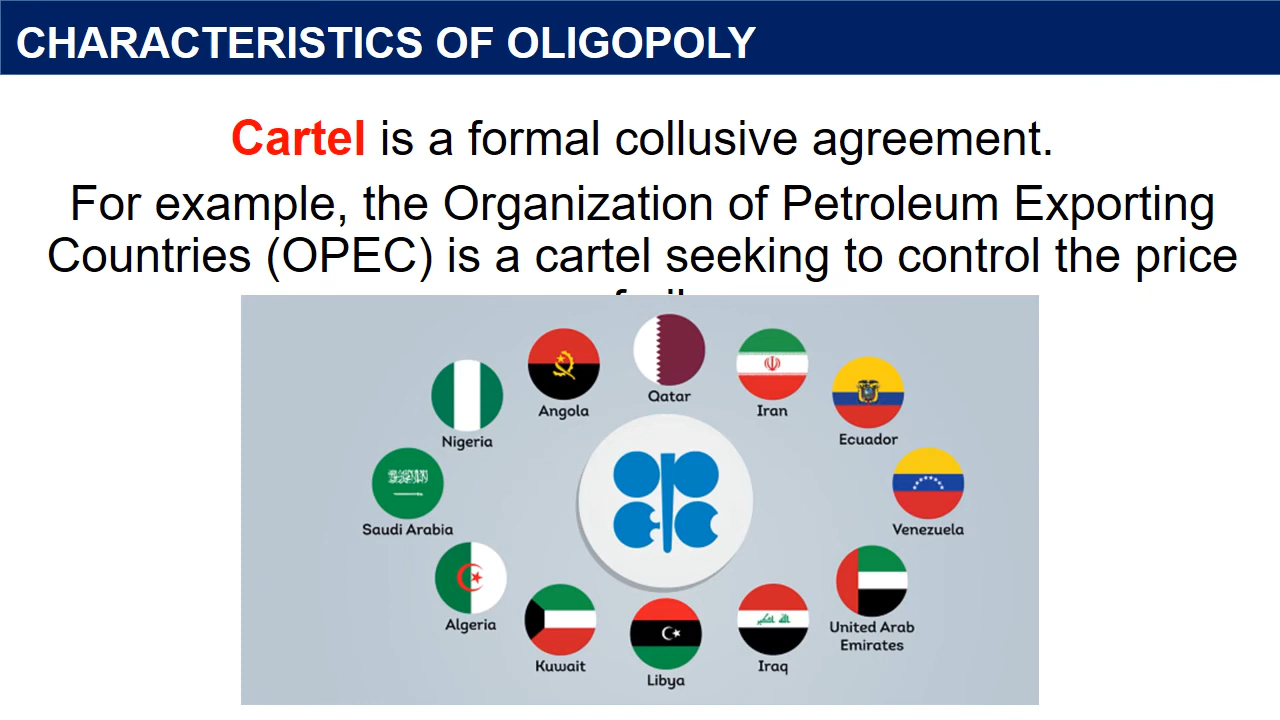 CHARACTERISTICS OF OLIGOPOLY
Cartel is a formal collusive agreement.
For example, the Organization of Petroleum Exporting
Countries (OPEC) is a cartel seeking to control the price
Qatar
Angola
Iran
Nigeria
Ecuador
Saudi Arabia
Venezuela
Algeria
Kuwait
Libya
Iraq
United Arab
Emirates